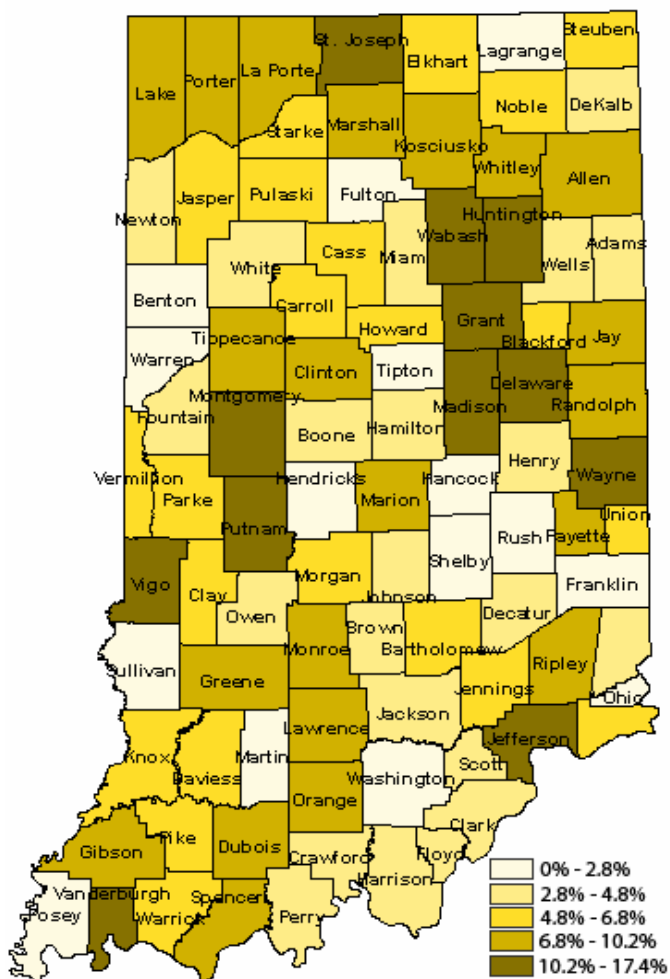 St. Joseph
Steuben
Lagrange
Elkhart
La Porte
Porter
Lake
Noble
DeKalb
Marshall
Starke
Kosciusko
Whitley
Allen
Jasper
Pulaski
Fulton
Newton
Huntington
Wabash
Adams
Cass
Miami
Wells
White
Benton
Carroll
Grant
Howard
Tippecanoe
Blackford
Jay
Warren
Clinton
Tipton
Delaware
Montgomery
Madison
Randolph
Fountain
Hamilton
Boone
Henry
Vermillion
Hendricks
Hancock
Wayne
Parke
Marion
Putnam
Union
Rush
Fayette
Shelby
Morgan
Vigo
Franklin
Clay
Johnson
Owen
Decatur
Brown
Bartholomew
Monroe
Ripley
Sullivan
Greene
Jennings
Ohio
Jackson
Lawrence
Jefferson
Knox
Martin
Scott
Daviess
Washington
Orange
Clark
Pike
Dubois
Gibson
Crawford
Floyd
Harrison
Vanderburgh
Spencer
Posey
Warrick
Perry
0% - 2.8%
2.8% - 4.8%
4.8% - 6.8%
6.8% - 10.2%
10.2% - 17.4%